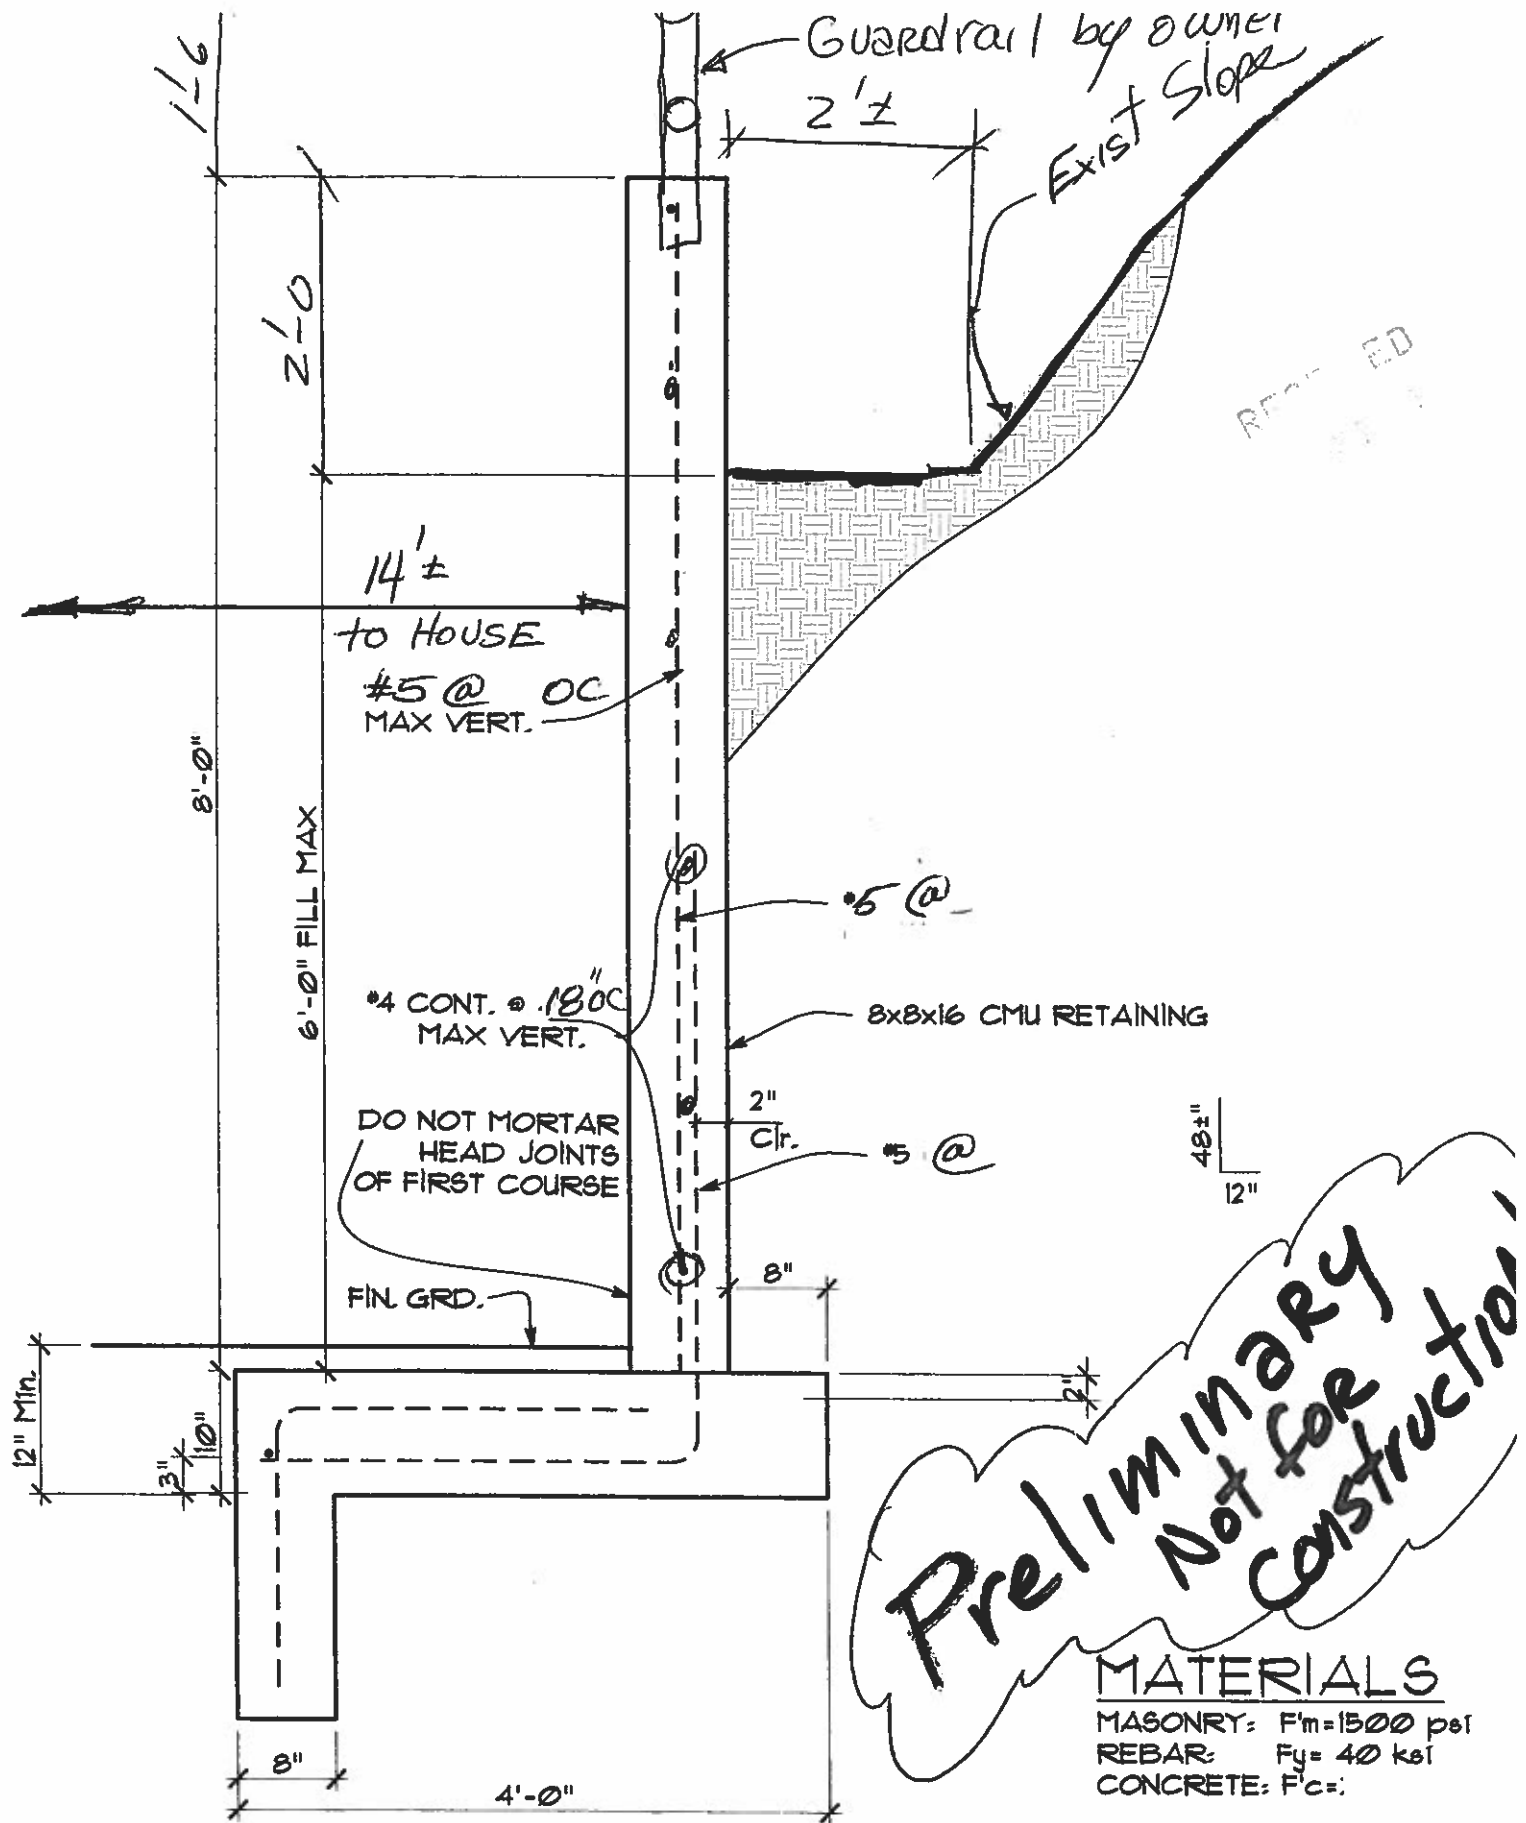 Guardrail by owner
1'-6
2'±
Exist Slope
2'-0
14'±
to HOUSE
#5 @ OC
MAX VERT.
8'-0"
6'-0" FILL MAX
#5 @
#4 CONT. @ 18"OC
MAX VERT.
8x8x16 CMU RETAINING
DO NOT MORTAR
HEAD JOINTS
OF FIRST COURSE
2"
Clr.
#5 @
48±"
12"
8"
FIN. GRD.
12" Min.
10"
3"
2"
Preliminary
Not for
Construction
8"
4'-0"
MATERIALS
MASONRY: F'm=1500 psi
REBAR: Fy= 40 ksi
CONCRETE: F'c=: